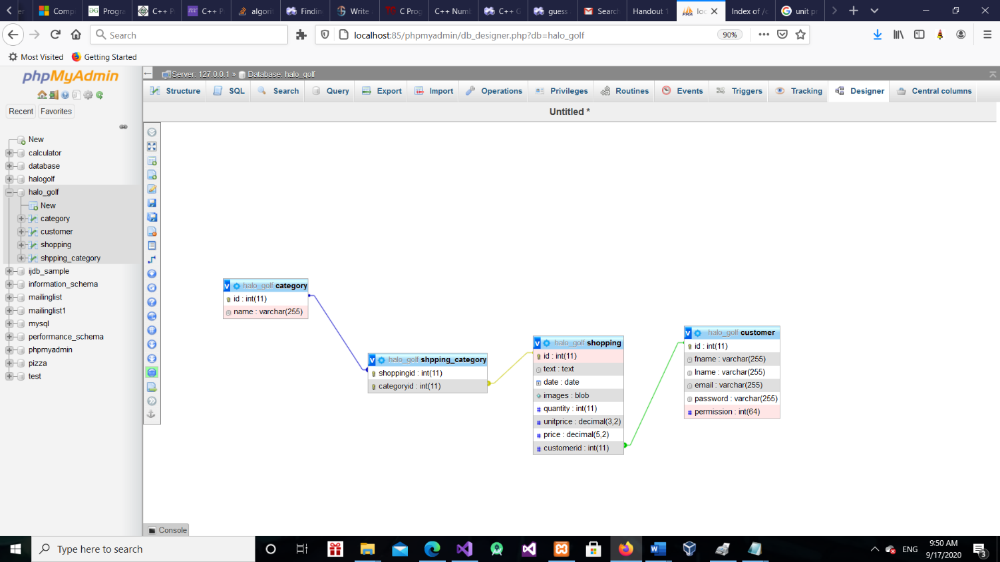 er
Comp
Progra
C++ P
C++ P
algori
Findin
Write
C Prog
C++ Numb
C++ G
guess
Search
Handout 1
loc
Index of /c
unit pr
Search
localhost:85/phpmyadmin/db_designer.php?db=halo_golf
90%
Most Visited
Getting Started
phpMyAdmin
Recent
Favorites
New
calculator
database
halogolf
halo_golf
New
category
customer
shopping
shpping_category
ijdb_sample
information_schema
mailinglist
mailinglist1
mysql
performance_schema
phpmyadmin
pizza
test
Server: 127.0.0.1 » Database: halo_golf
Structure
SQL
Search
Query
Export
Import
Operations
Privileges
Routines
Events
Triggers
Tracking
Designer
Central columns
Untitled *
v halo_golf category
id : int(11)
name : varchar(255)
v halo_golf shpping_category
shoppingid : int(11)
categoryid : int(11)
v halo_golf shopping
id : int(11)
text : text
date : date
images : blob
# quantity : int(11)
# unitprice : decimal(3,2)
# price : decimal(5,2)
# customerid : int(11)
v halo_golf customer
id : int(11)
fname : varchar(255)
lname : varchar(255)
email : varchar(255)
password : varchar(255)
# permission : int(64)
Console
Type here to search
ENG
9:50 AM
9/17/2020
3